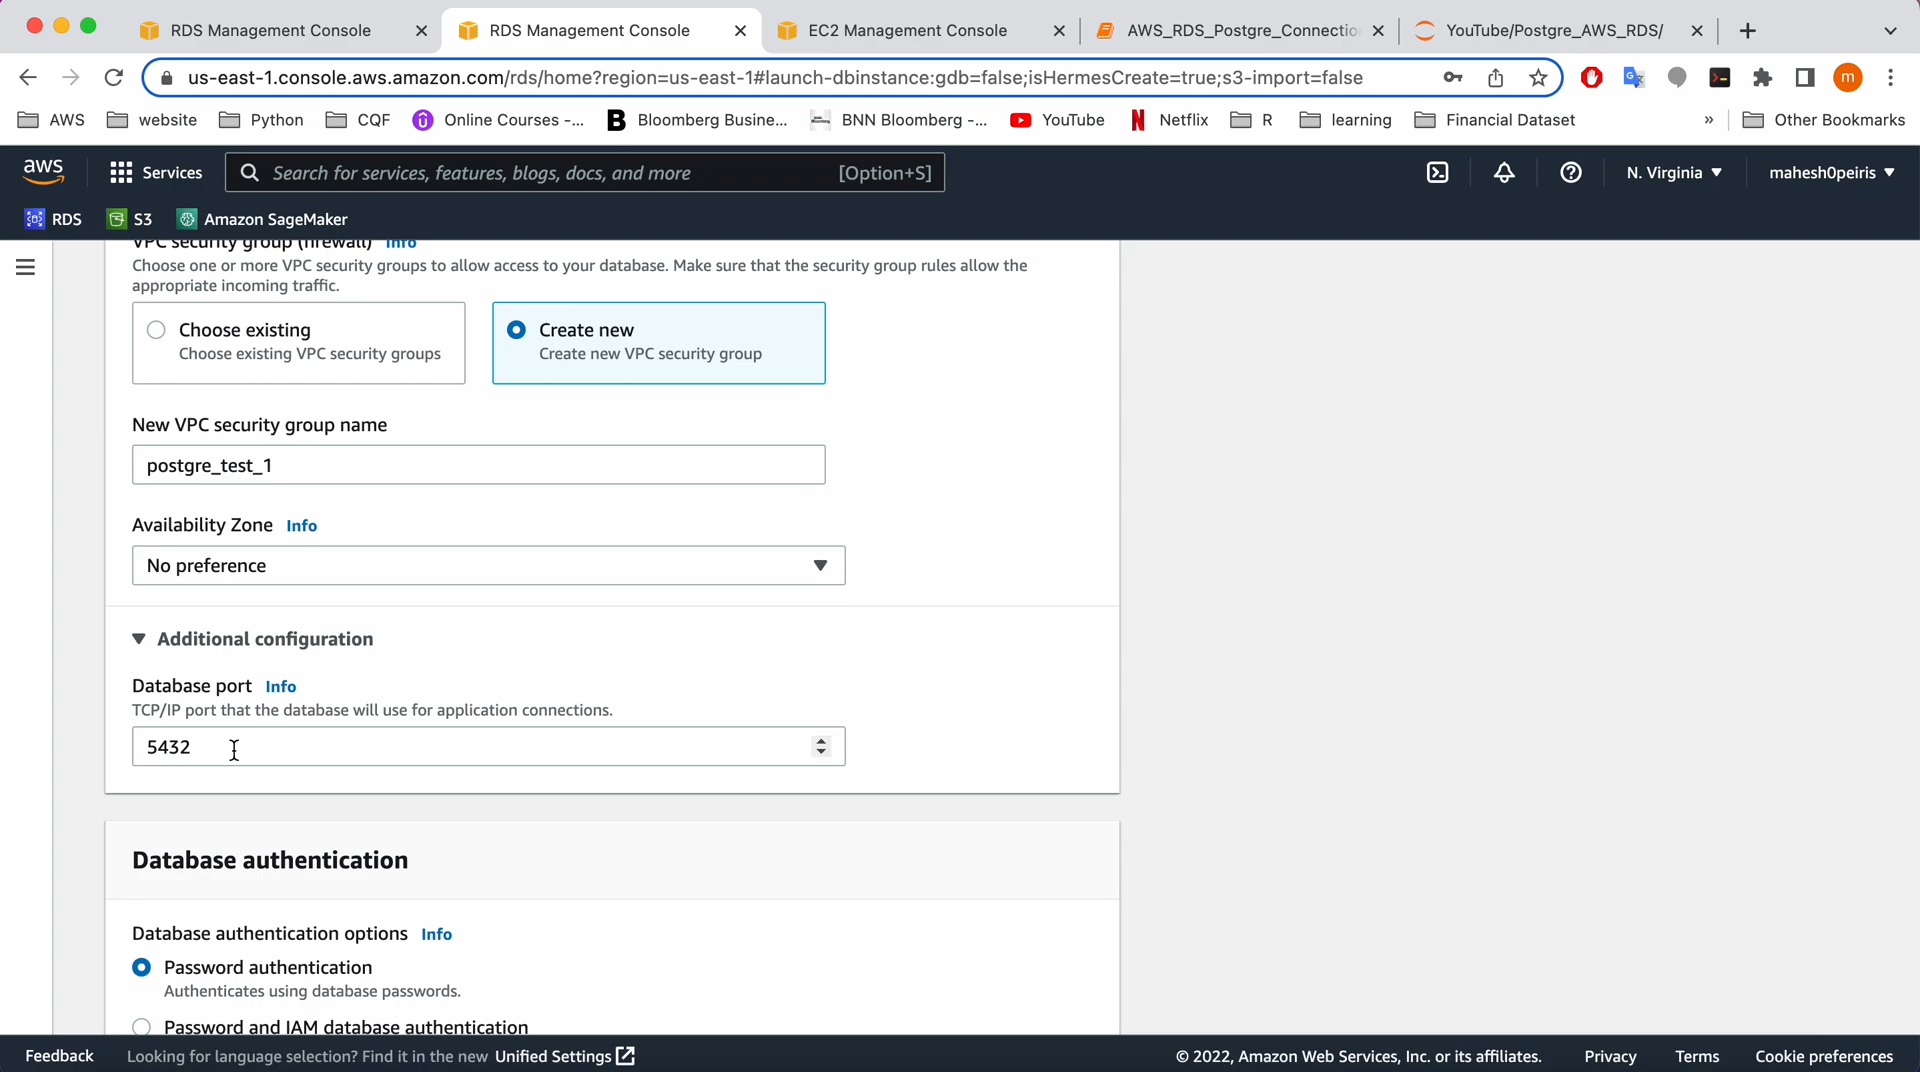 RDS Management Console
RDS Management Console
EC2 Management Console
AWS_RDS_Postgre_Connectio
YouTube/Postgre_AWS_RDS/
us-east-1.console.aws.amazon.com/rds/home?region=us-east-1#launch-dbinstance:gdb=false;isHermesCreate=true;s3-import=false
m
AWS
website
Python
CQF
Online Courses -...
B Bloomberg Busine...
BNN Bloomberg -...
YouTube
N Netflix
R
learning
Financial Dataset
»
Other Bookmarks
aws
Services
Search for services, features, blogs, docs, and more
[Option+S]
N. Virginia
mahesh0peiris
RDS
S3
Amazon SageMaker
VPC security group (firewall) Info
Choose one or more VPC security groups to allow access to your database. Make sure that the security group rules allow the
appropriate incoming traffic.
Choose existing
Choose existing VPC security groups
Create new
Create new VPC security group
New VPC security group name
postgre_test_1
Availability Zone Info
No preference
Additional configuration
Database port Info
TCP/IP port that the database will use for application connections.
5432
Database authentication
Database authentication options Info
Password authentication
Authenticates using database passwords.
Password and IAM database authentication
Feedback
Looking for language selection? Find it in the new Unified Settings
© 2022, Amazon Web Services, Inc. or its affiliates.
Privacy
Terms
Cookie preferences